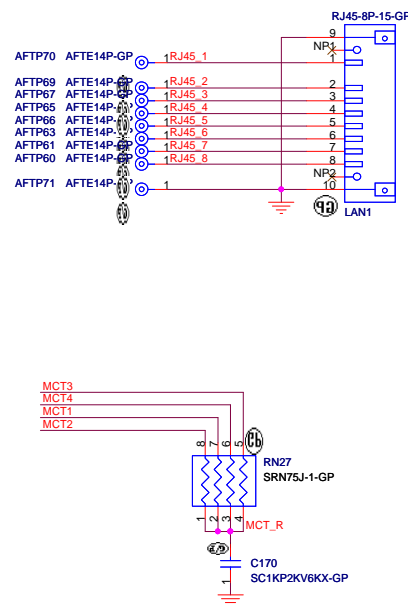 RJ45-8P-15-GP
9
NP1
AFTP70 AFTE14P-GP 1 RJ45_1 1
AFTP69 AFTE14P-GP 1 RJ45_2 2
AFTP67 AFTE14P-GP 1 RJ45_3 3
AFTP65 AFTE14P-GP 1 RJ45_4 4
AFTP66 AFTE14P-GP 1 RJ45_5 5
AFTP63 AFTE14P-GP 1 RJ45_6 6
AFTP61 AFTE14P-GP 1 RJ45_7 7
AFTP60 AFTE14P-GP 1 RJ45_8 8
NP2
AFTP71 AFTE14P-GP 1 10
GP
LAN1
MCT3
MCT4
MCT1
MCT2
8 7 6 5
RN27
SRN75J-1-GP
1 2 3 4
MCT_R
C170
SC1KP2KV6KX-GP
1